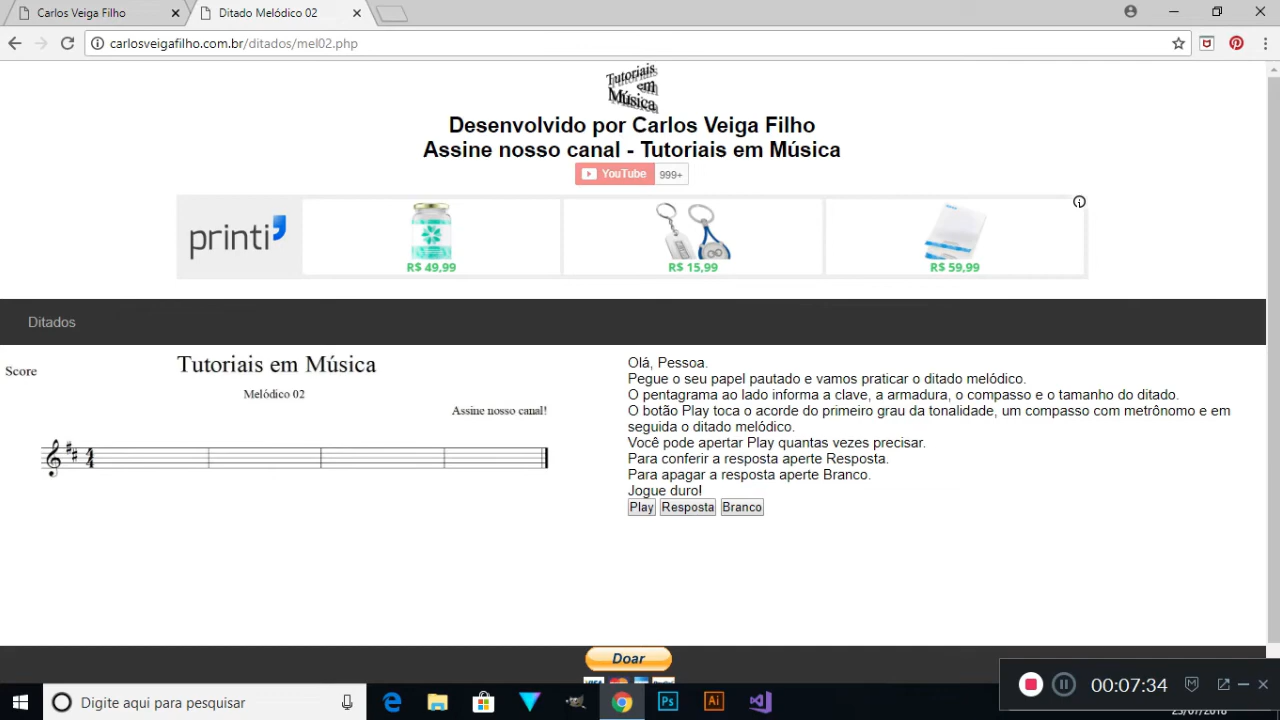 Carlos Veiga Filho
Ditado Melódico 02
carlosveigafilho.com.br/ditados/mel02.php
Tutoriais
em
Música
Desenvolvido por Carlos Veiga Filho
Assine nosso canal - Tutoriais em Música
YouTube 999+
printi
R$ 49,99
R$ 15,99
R$ 59,99
Ditados
Score
Tutoriais em Música
Melódico 02
Assine nosso canal!
4
4
Olá, Pessoa.
Pegue o seu papel pautado e vamos praticar o ditado melódico.
O pentagrama ao lado informa a clave, a armadura, o compasso e o tamanho do ditado.
O botão Play toca o acorde do primeiro grau da tonalidade, um compasso com metrônomo e em
seguida o ditado melódico.
Você pode apertar Play quantas vezes precisar.
Para conferir a resposta aperte Resposta.
Para apagar a resposta aperte Branco.
Jogue duro!
Play Resposta Branco
Doar
VISA
Digite aqui para pesquisar
Ps
Ai
00:07:34